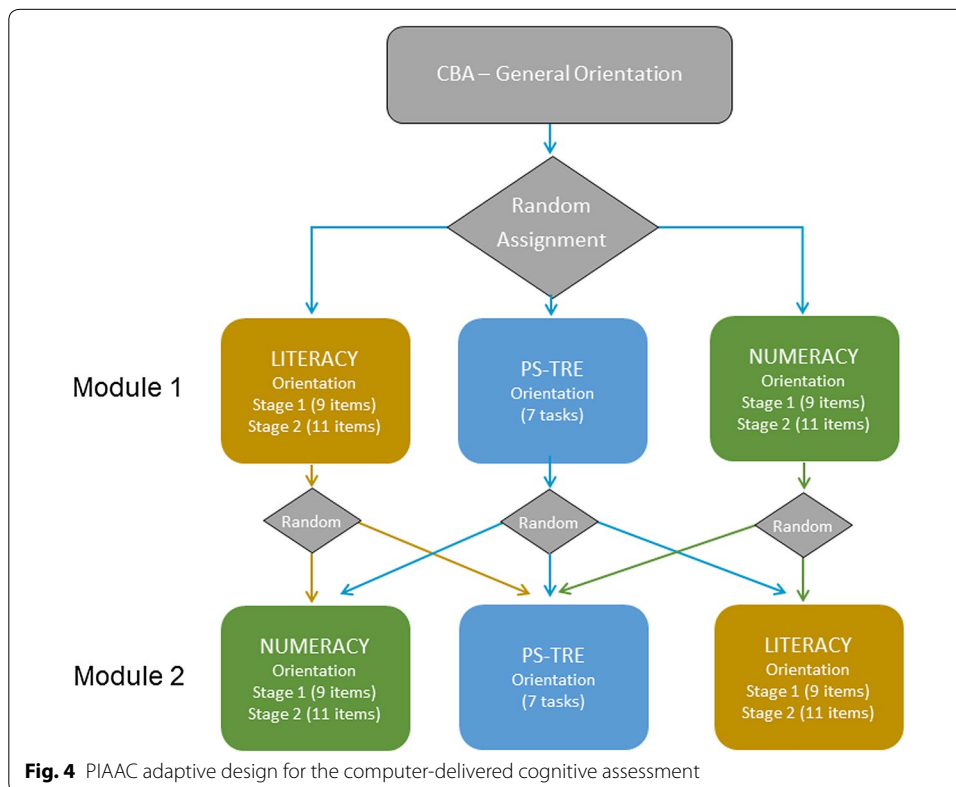 CBA – General Orientation
Random
Assignment
Module 1
LITERACY
Orientation
Stage 1 (9 items)
Stage 2 (11 items)
PS-TRE
Orientation
(7 tasks)
NUMERACY
Orientation
Stage 1 (9 items)
Stage 2 (11 items)
Random
Random
Random
Module 2
NUMERACY
Orientation
Stage 1 (9 items)
Stage 2 (11 items)
PS-TRE
Orientation
(7 tasks)
LITERACY
Orientation
Stage 1 (9 items)
Stage 2 (11 items)
Fig. 4 PIAAC adaptive design for the computer-delivered cognitive assessment